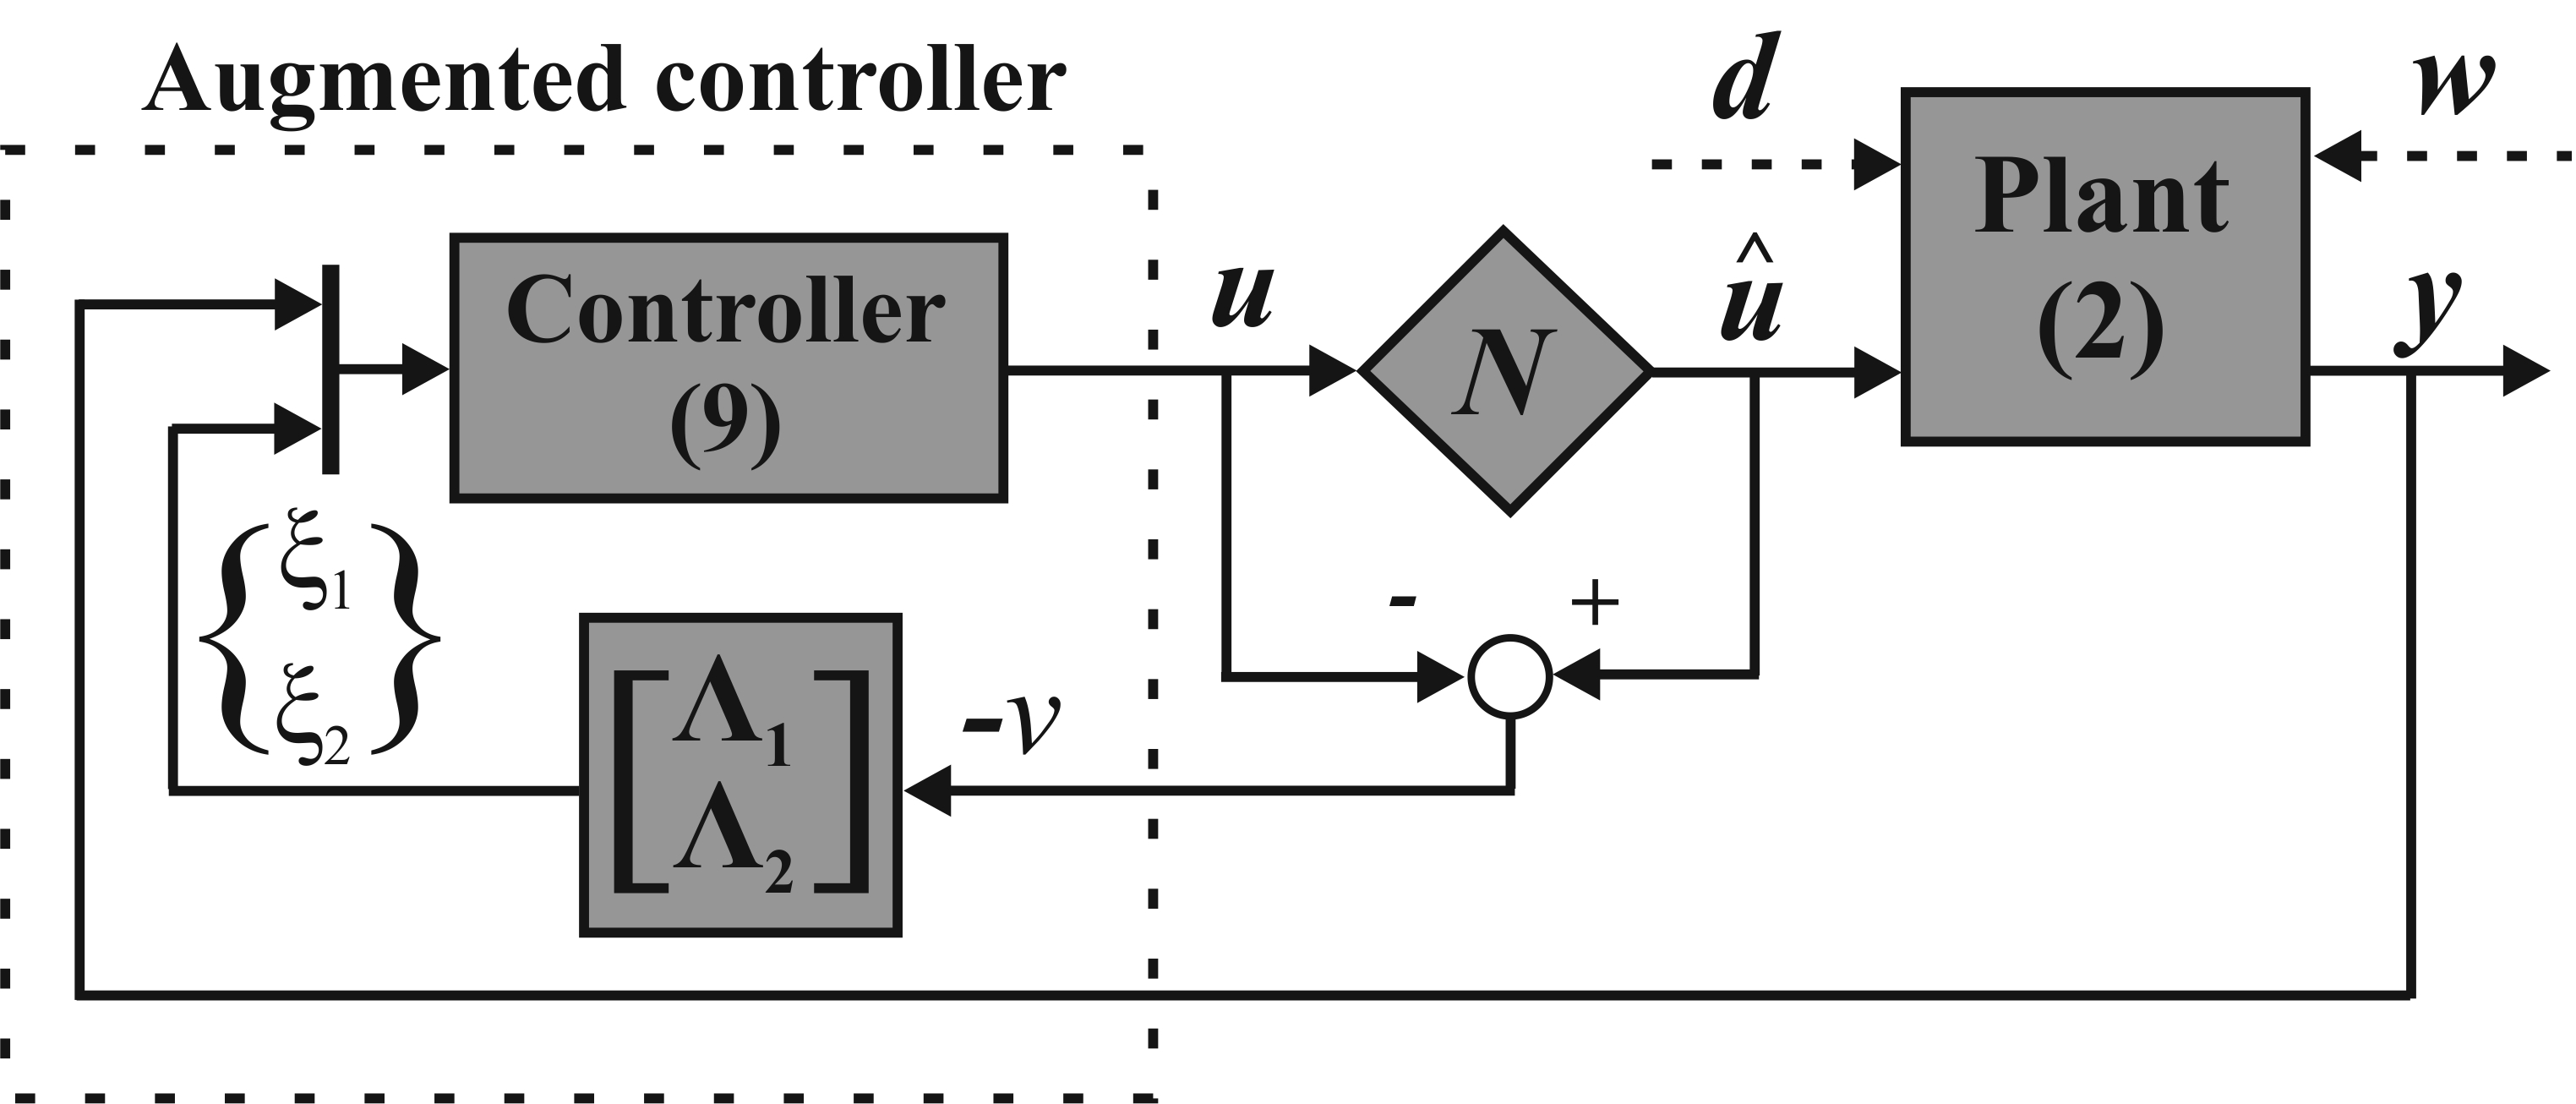 Augmented controller
d
w
Plant
(2)
Controller
(9)
u
N
û
y
ξ1
ξ2
- +
Λ1
Λ2
-v